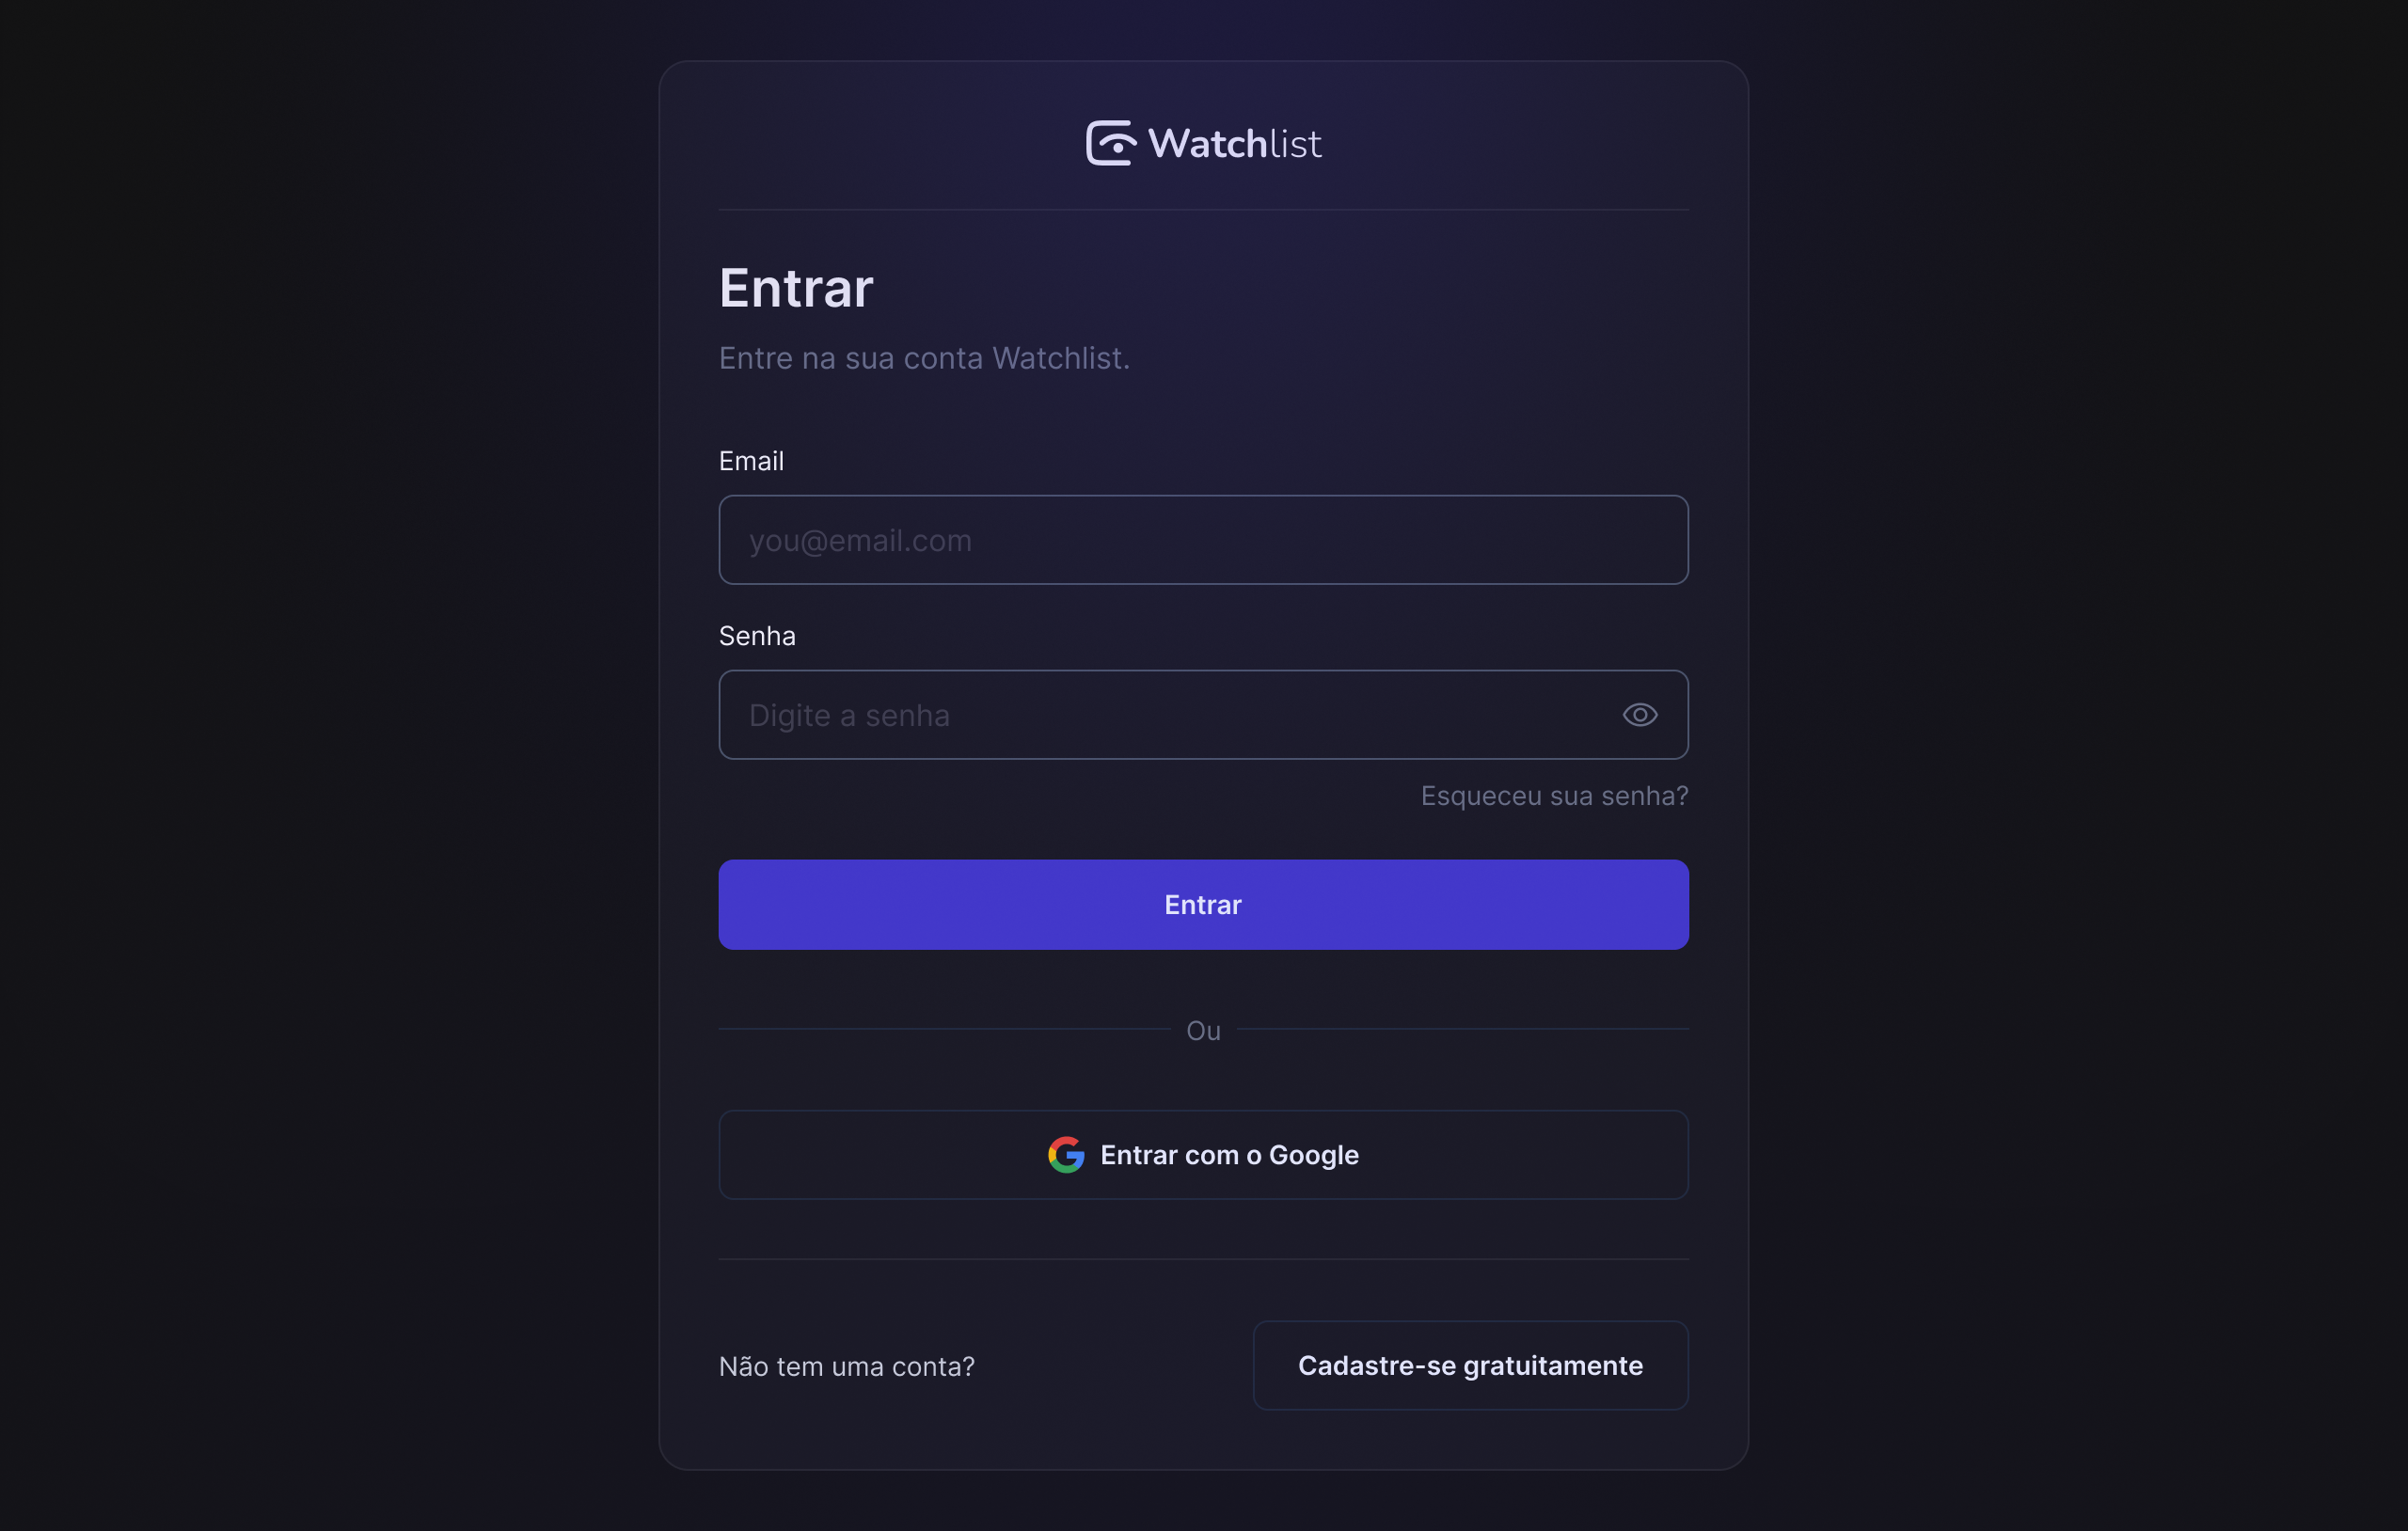 Watchlist
Entrar
Entre na sua conta Watchlist.
Email
you@email.com
Senha
Digite a senha
Esqueceu sua senha?
Entrar
Ou
Entrar com o Google
Não tem uma conta?
Cadastre-se gratuitamente